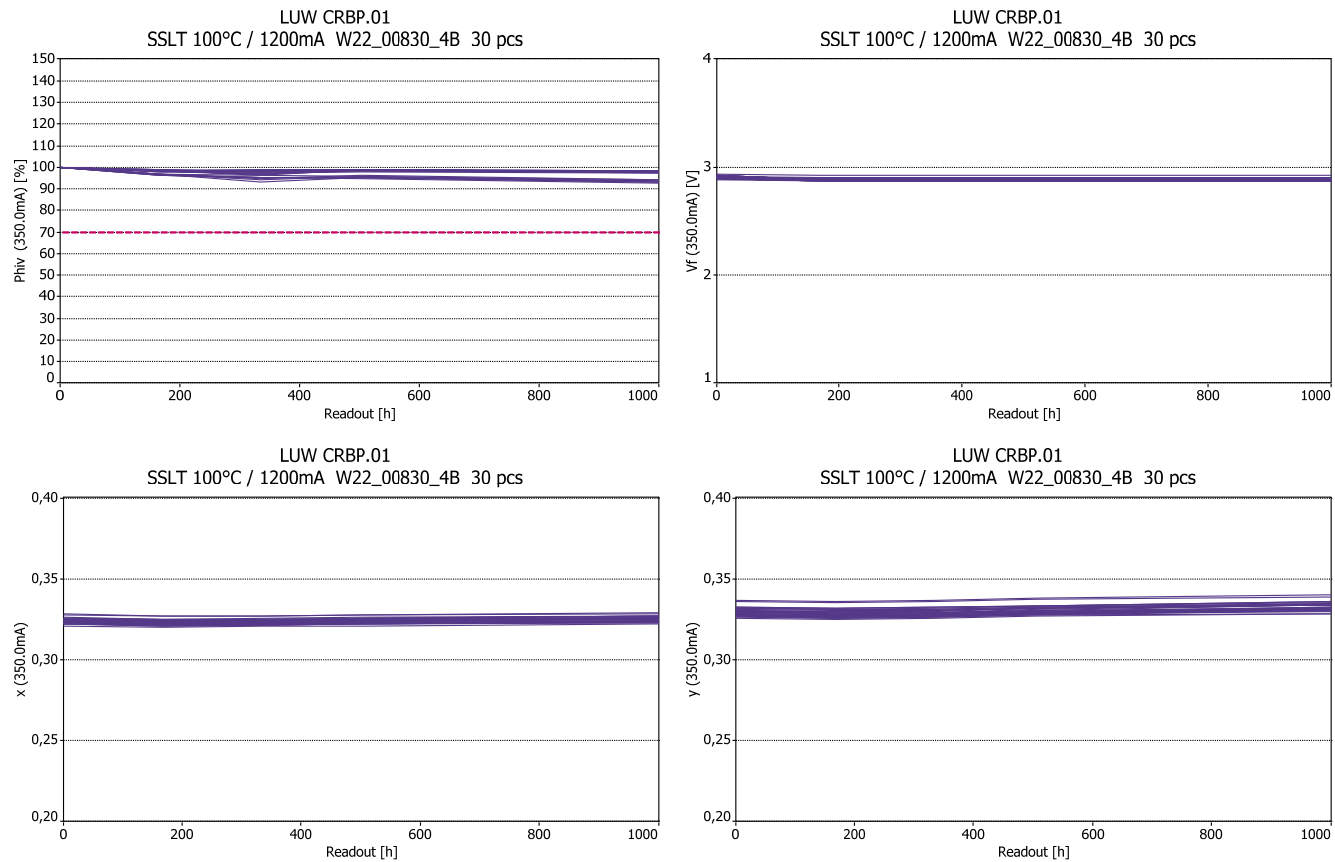 LUW CRBP.01
SSLT 100°C / 1200mA  W22_00830_4B  30 pcs
Phiv (350.0mA) [%]
150
140
130
120
110
100
90
80
70
60
50
40
30
20
10
0
0 200 400 600 800 1000
Readout [h]
LUW CRBP.01
SSLT 100°C / 1200mA  W22_00830_4B  30 pcs
Vf (350.0mA) [V]
4
3
2
1
0 200 400 600 800 1000
Readout [h]
LUW CRBP.01
SSLT 100°C / 1200mA  W22_00830_4B  30 pcs
x (350.0mA)
0,40
0,35
0,30
0,25
0,20
0 200 400 600 800 1000
Readout [h]
LUW CRBP.01
SSLT 100°C / 1200mA  W22_00830_4B  30 pcs
y (350.0mA)
0,40
0,35
0,30
0,25
0,20
0 200 400 600 800 1000
Readout [h]